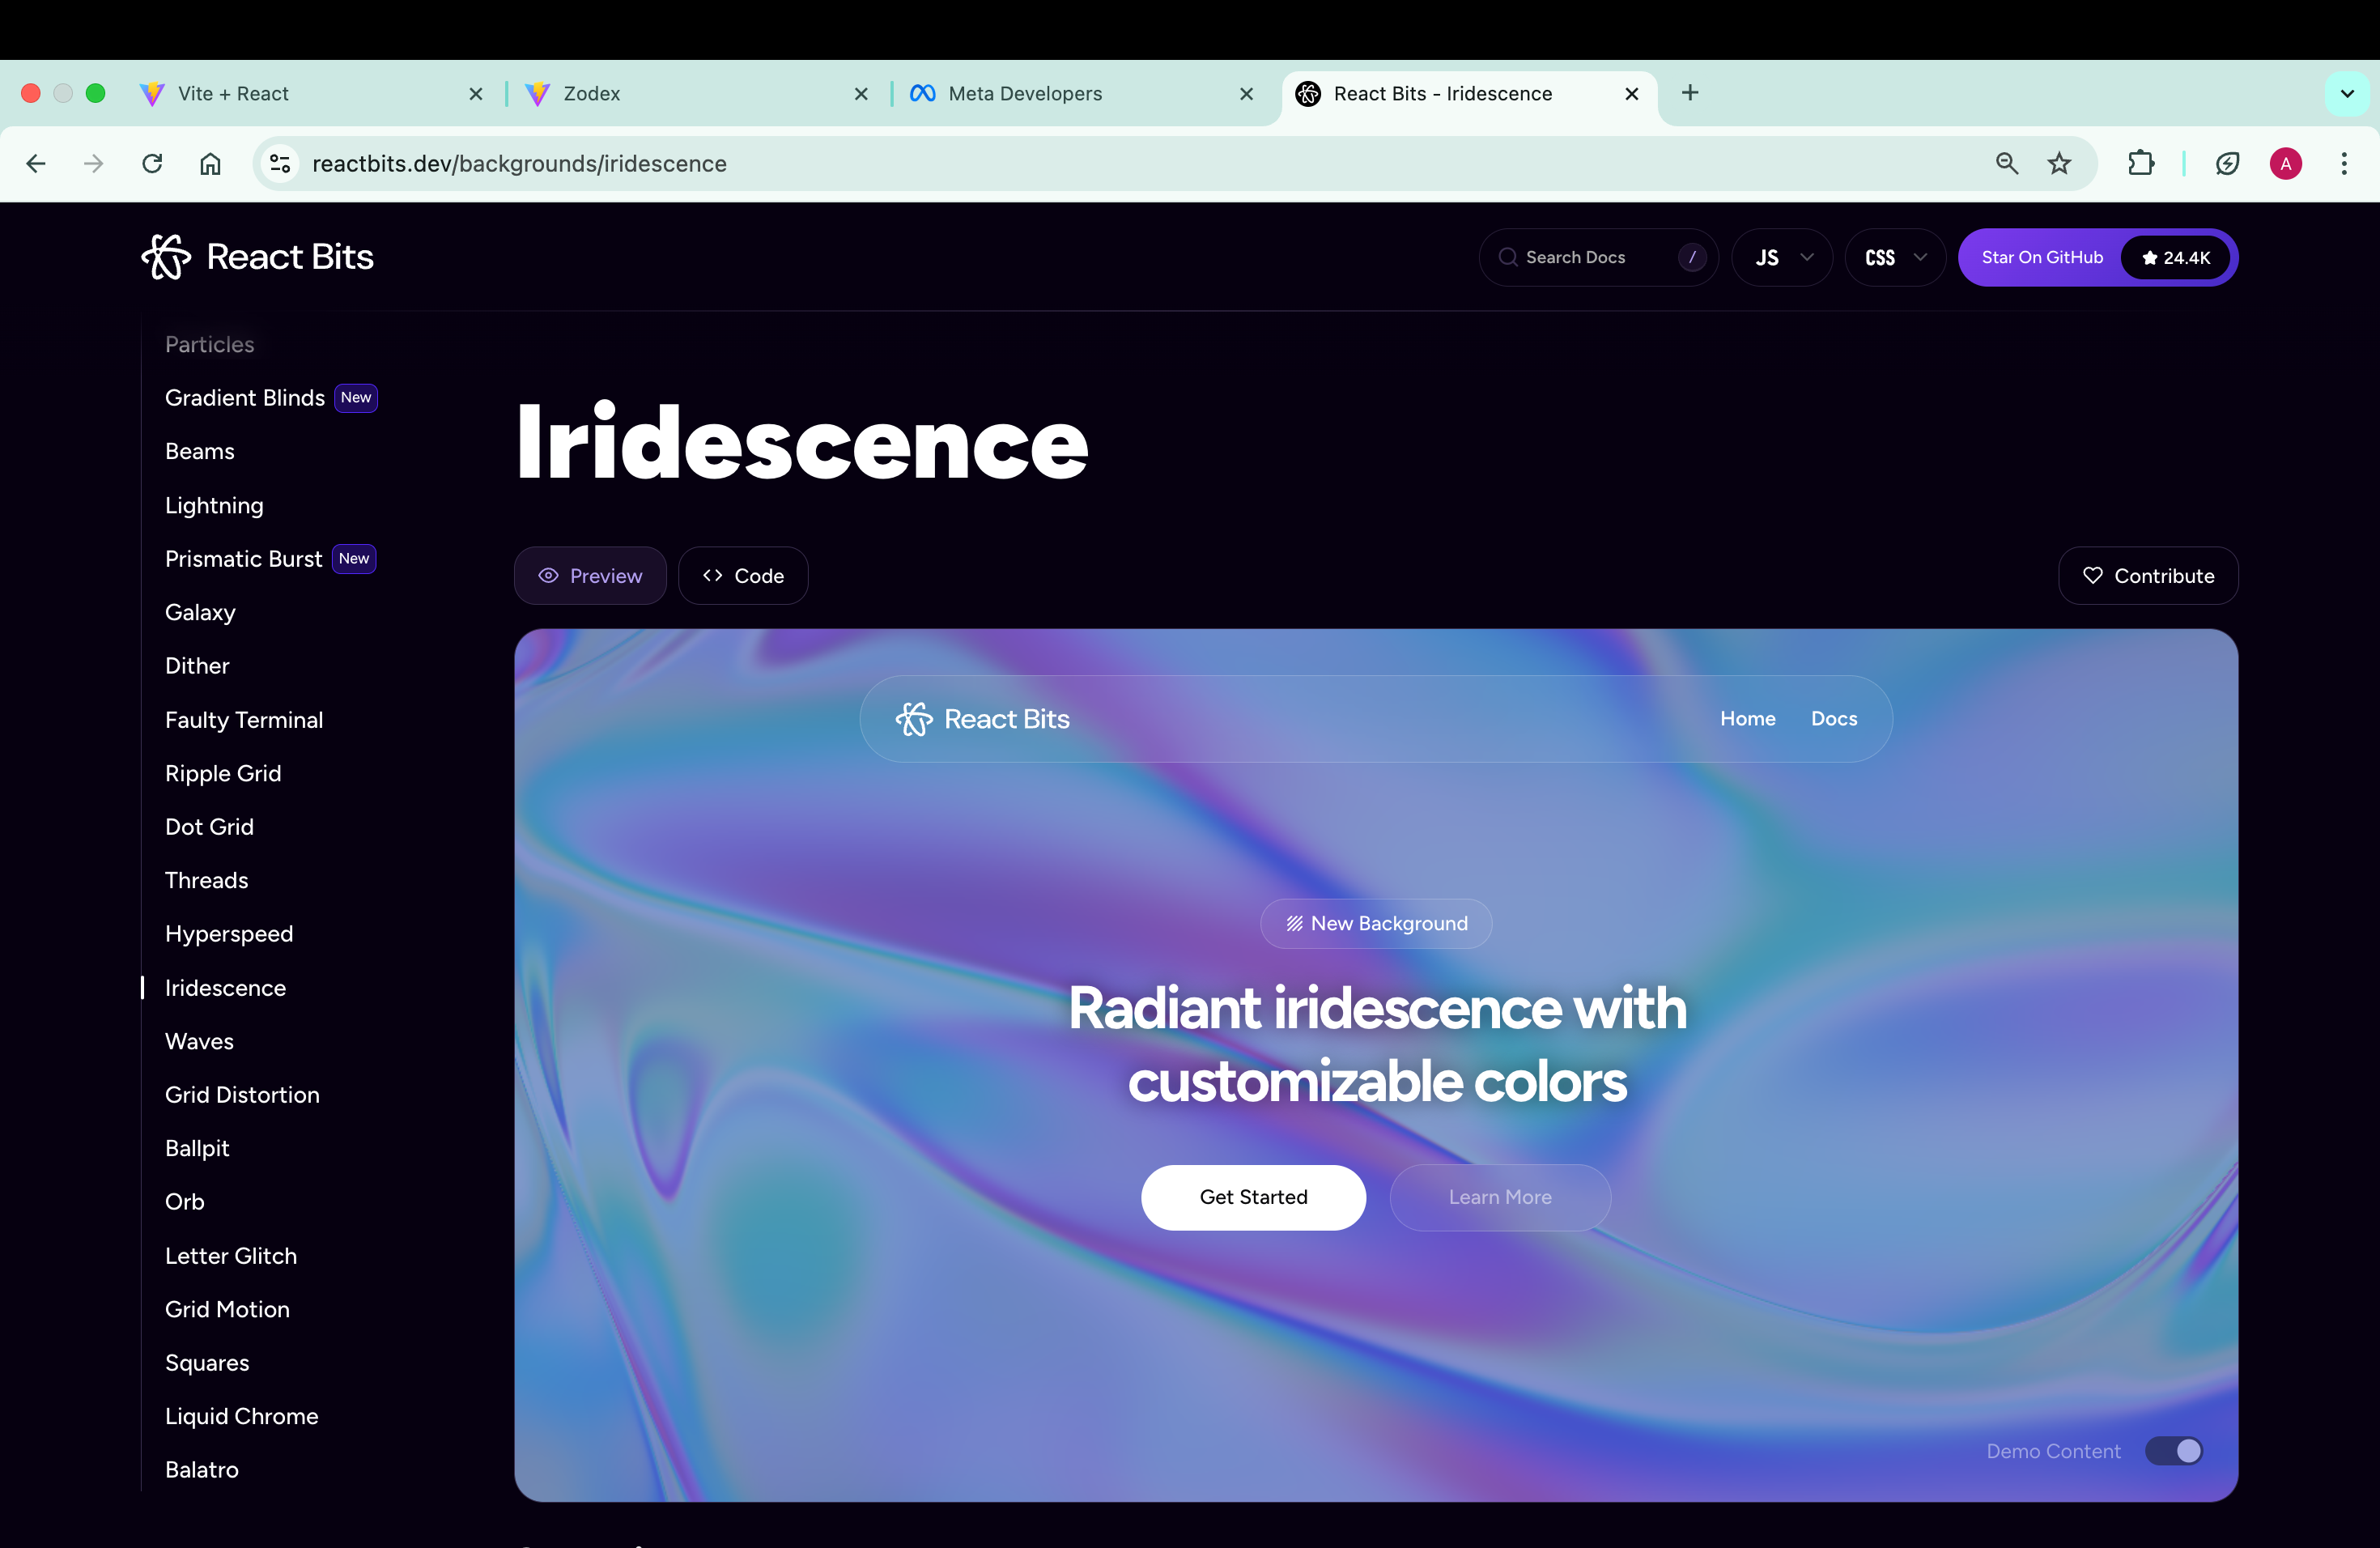 Vite + React
Zodex
Meta Developers
React Bits - Iridescence
reactbits.dev/backgrounds/iridescence
A
React Bits
Search Docs
/
JS
CSS
Star On GitHub
24.4K
Particles
Gradient Blinds New
Beams
Lightning
Prismatic Burst New
Galaxy
Dither
Faulty Terminal
Ripple Grid
Dot Grid
Threads
Hyperspeed
Iridescence
Waves
Grid Distortion
Ballpit
Orb
Letter Glitch
Grid Motion
Squares
Liquid Chrome
Balatro
Iridescence
Preview
Code
Contribute
React Bits
Home
Docs
New Background
Radiant iridescence with
customizable colors
Get Started
Learn More
Demo Content